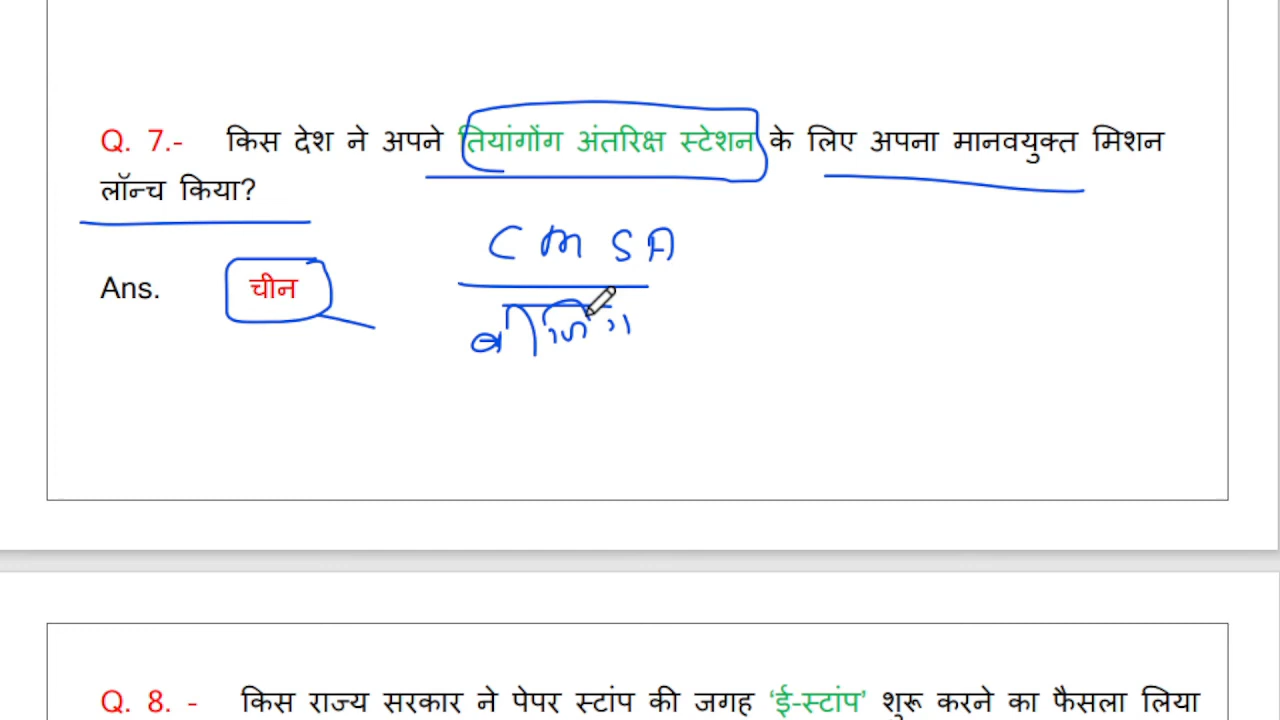 Q. 7.- किस देश ने अपने तियांगोंग अंतरिक्ष स्टेशन के लिए अपना मानवयुक्त मिशन
लॉन्च किया?
C M S A
Ans. चीन
बीजिंग
Q. 8. - किस राज्य सरकार ने पेपर स्टांप की जगह ‘ई-स्टांप’ शुरू करने का फैसला लिया